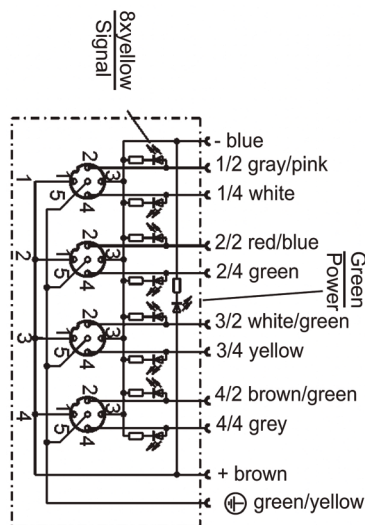 8xyellow
Signal
- blue
1/2 gray/pink
1/4 white
2/2 red/blue
2/4 green
Green
Power
3/2 white/green
3/4 yellow
4/2 brown/green
4/4 grey
+ brown
green/yellow
1
2
1
3
5
4
2
2
1
3
5
4
3
2
1
3
5
4
4
2
1
3
5
4